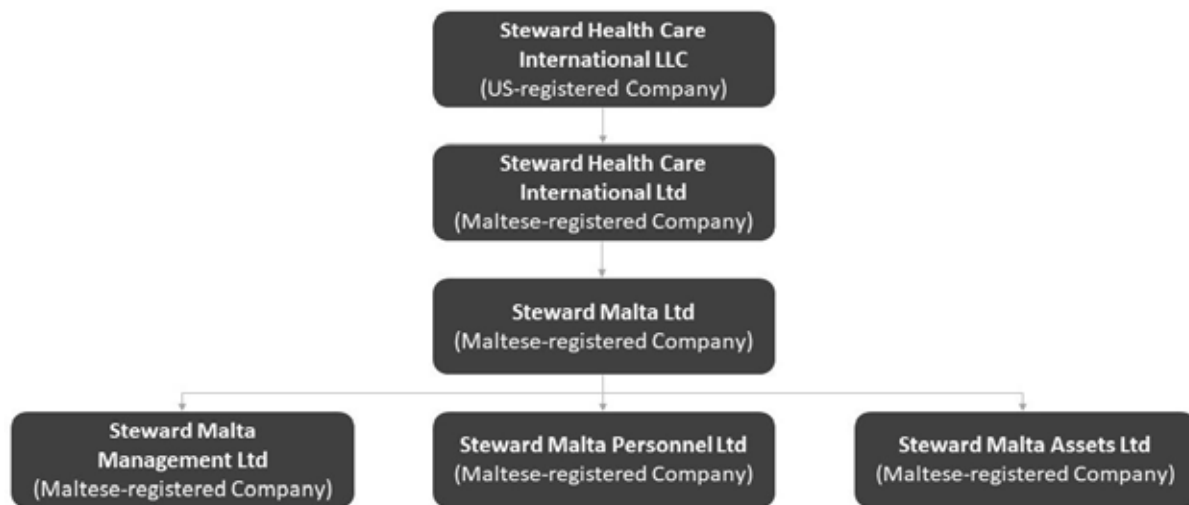 Steward Health Care
International LLC
(US-registered Company)
Steward Health Care
International Ltd
(Maltese-registered Company)
Steward Malta Ltd
(Maltese-registered Company)
Steward Malta
Management Ltd
(Maltese-registered Company)
Steward Malta Personnel Ltd
(Maltese-registered Company)
Steward Malta Assets Ltd
(Maltese-registered Company)